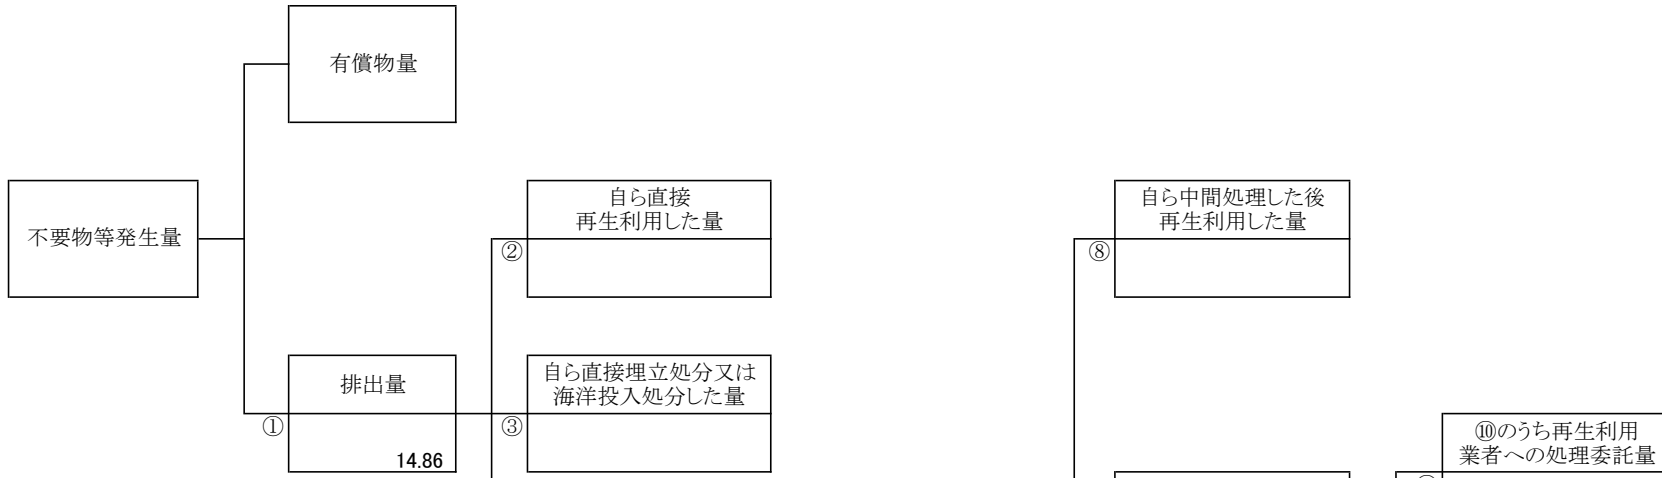 有償物量
不要物等発生量
自ら直接
再生利用した量
②
自ら中間処理した後
再生利用した量
⑧
排出量
①
14.86
自ら直接埋立処分又は
海洋投入処分した量
③
⑩のうち再生利用
業者への処理委託量